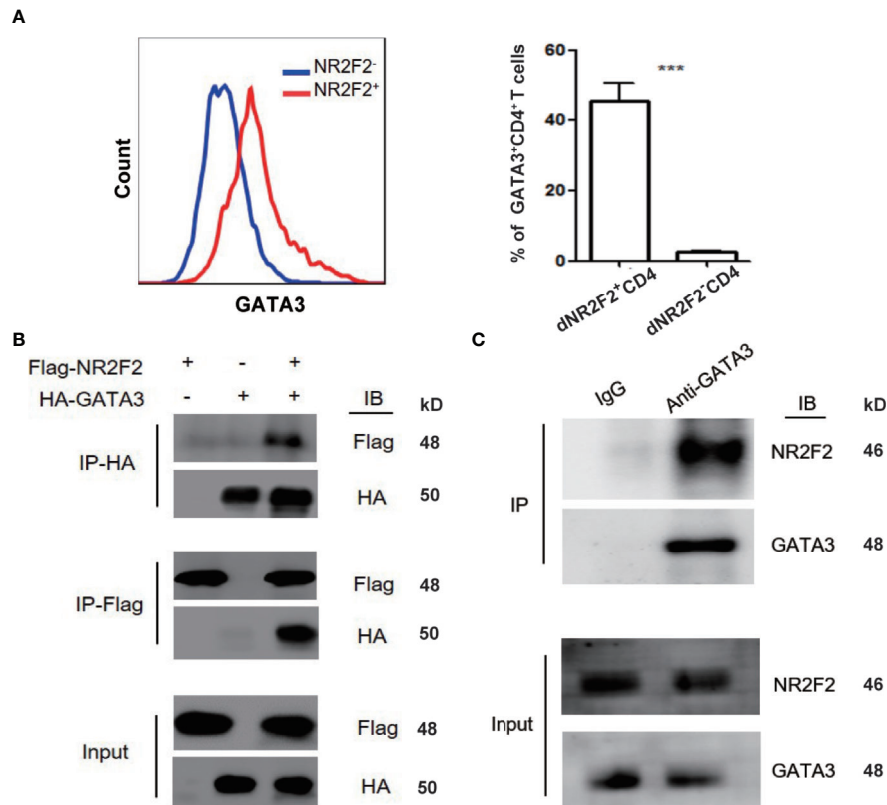 A
NR2F2-
NR2F2+
Count
GATA3
% of GATA3+CD4+ T cells
60
40
20
0
***
dNR2F2+CD4
dNR2F2-CD4
B
Flag-NR2F2 + - +
HA-GATA3 - + + IB kD
IP-HA
Flag 48
HA 50
IP-Flag
Flag 48
HA 50
Input
Flag 48
HA 50
C
IgG Anti-GATA3 IB kD
IP
NR2F2 46
GATA3 48
Input
NR2F2 46
GATA3 48